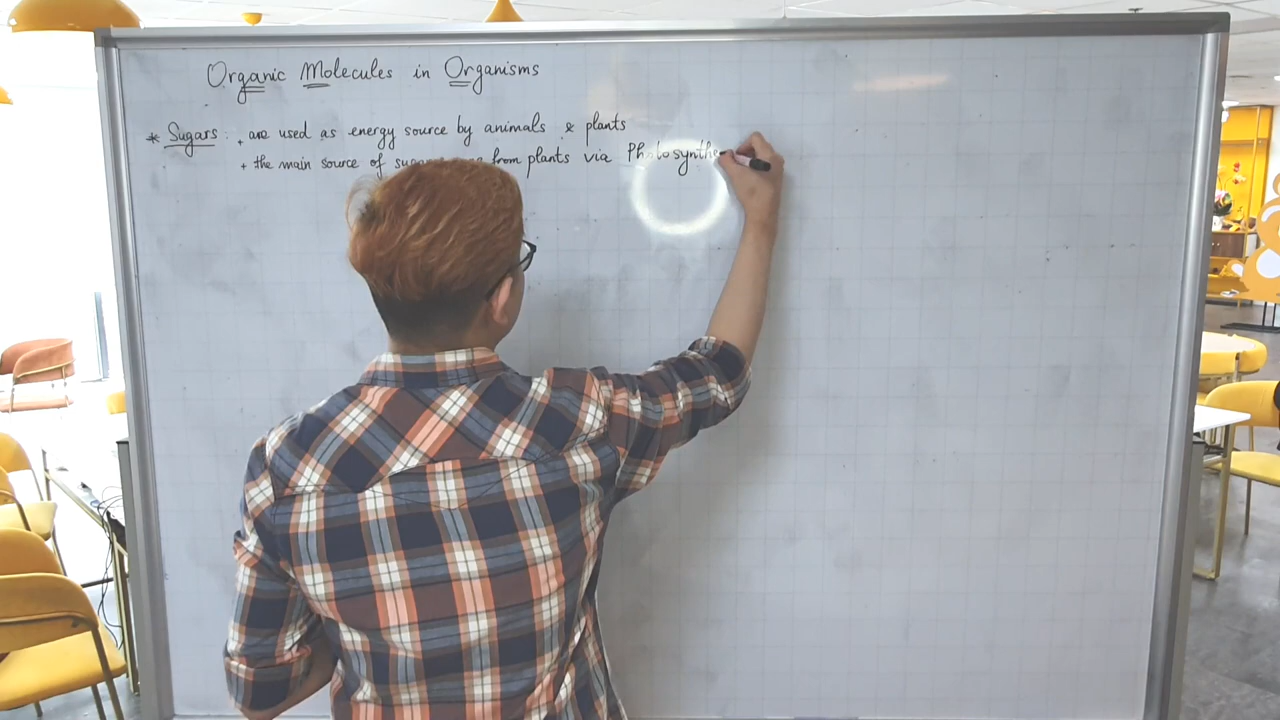 Organic Molecules in Organisms
* Sugars : + are used as energy source by animals & plants
+ the main source of from plants via Photosynthe